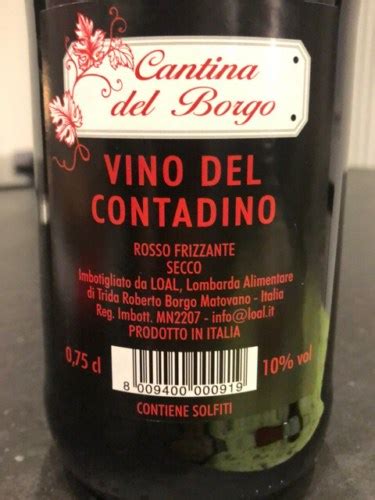 Cantina
del Borgo
VINO DEL
CONTADINO
ROSSO FRIZZANTE
SECCO
Imbotigliato da LOAL, Lombarda Alimentare
di Trida Roberto Borgo Matovano - Italia
Reg. Imbott. MN2207 - info@loal.it
PRODOTTO IN ITALIA
0,75 cl 10% vol
8 009400 000919
CONTIENE SOLFITI